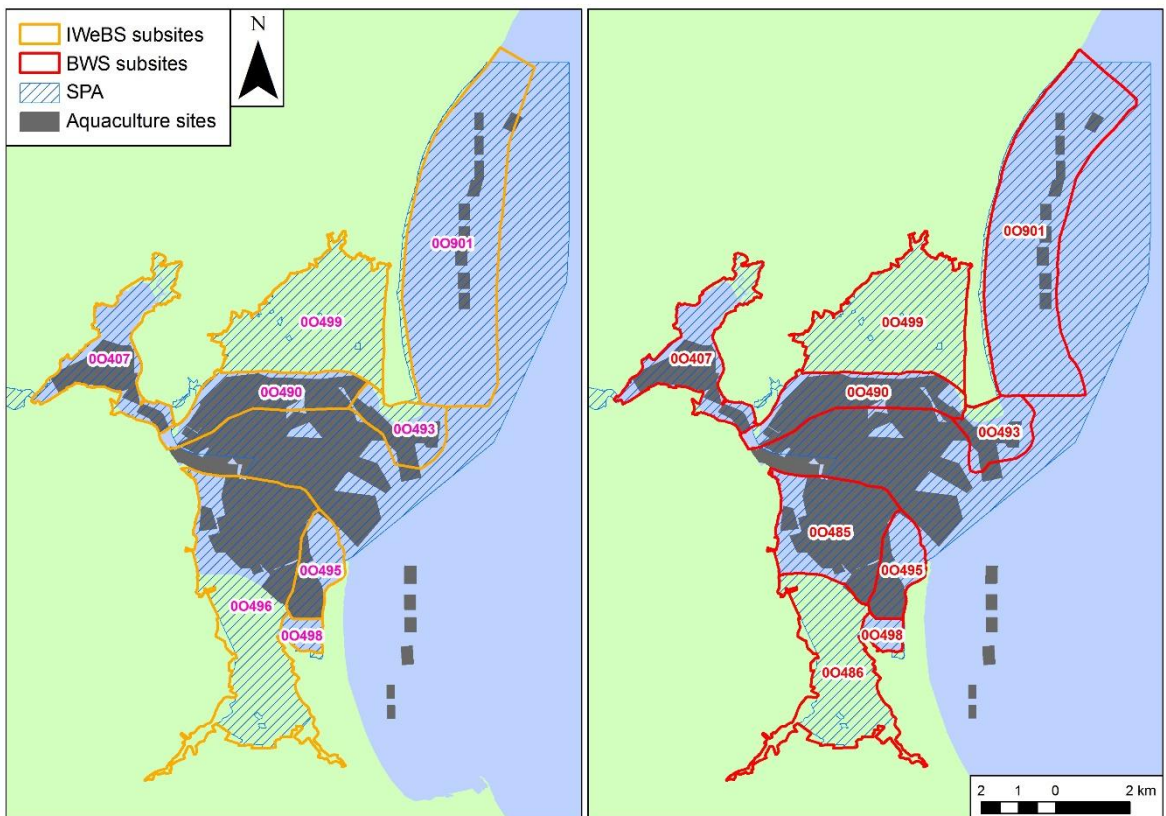 IWeBS subsites
BWS subsites
SPA
Aquaculture sites
N
0O901
0O499
0O407
0O490
0O493
0O495
0O496
0O498
0O901
0O499
0O407
0O490
0O493
0O485
0O495
0O498
0O486
2 1 0 2 km